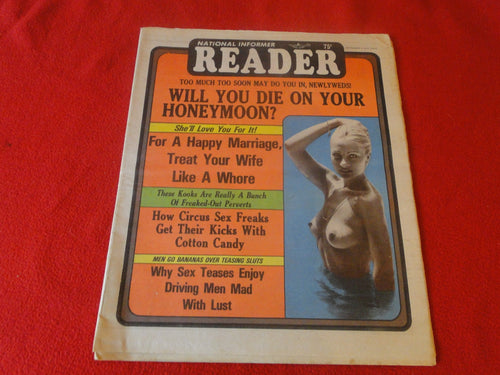 NATIONAL INFORMER
75¢
READER
TOO MUCH TOO SOON MAY DO YOU IN, NEWLYWEDS!
WILL YOU DIE ON YOUR
HONEYMOON?
She'll Love You For It!
For A Happy Marriage,
Treat Your Wife
Like A Whore
These Kooks Are Really A Bunch
Of Freaked-Out Perverts
How Circus Sex Freaks
Get Their Kicks With
Cotton Candy
MEN GO BANANAS OVER TEASING SLUTS
Why Sex Teases Enjoy
Driving Men Mad
With Lust